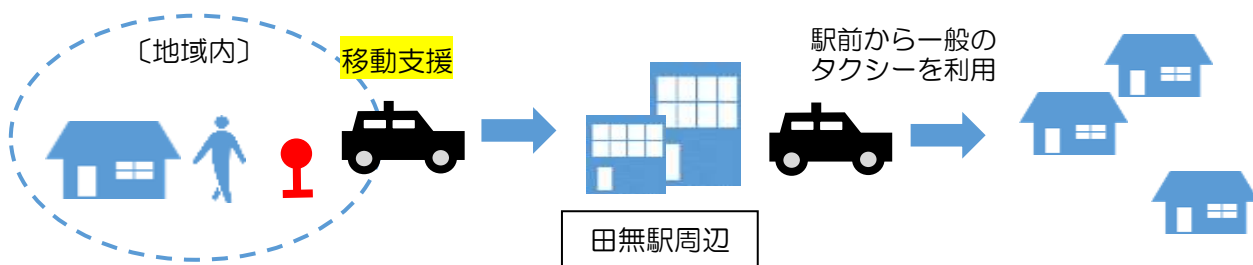 〔地域内〕
移動支援
駅前から一般の
タクシーを利用
田無駅周辺